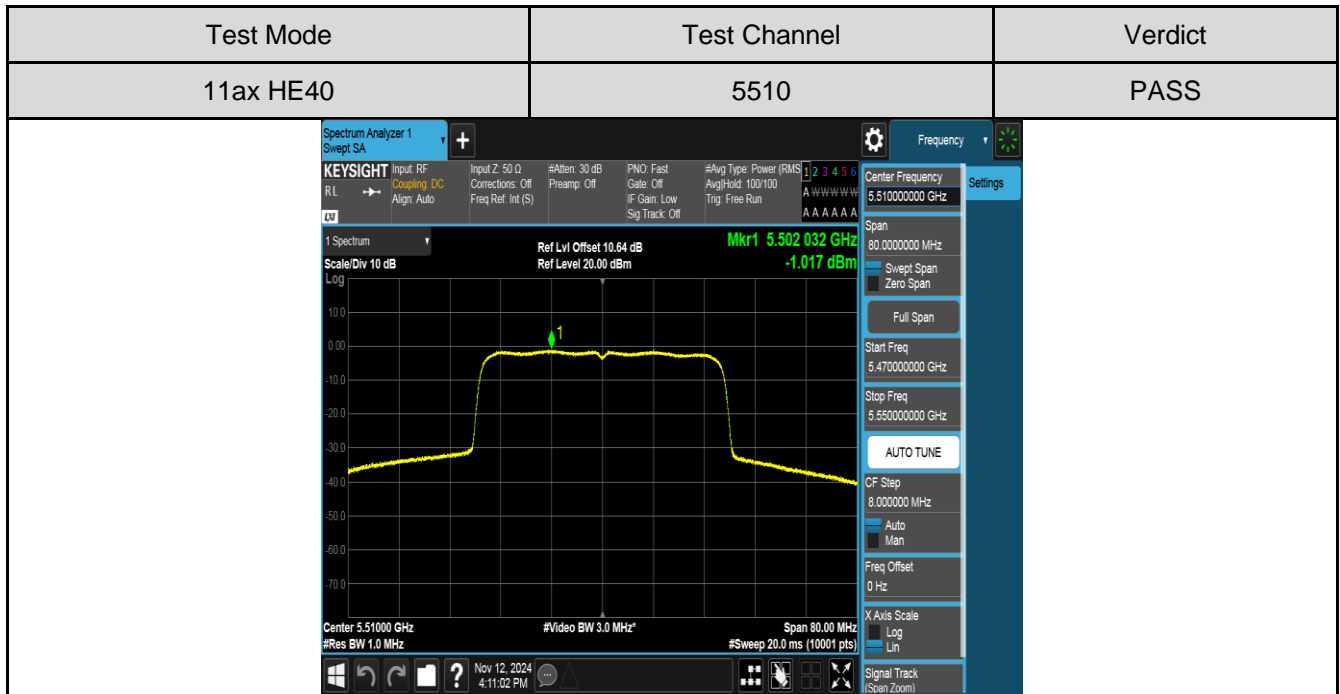 Test Mode Test Channel Verdict
11ax HE40 5510 PASS
Spectrum Analyzer 1
Swept SA
+
Frequency
KEYSIGHT Input: RF Input Z: 50 Ω #Atten: 30 dB PNO: Fast #Avg Type: Power (RMS 1 2 3 4 5 6
RL Coupling: DC Corrections: Off Preamp: Off Gate: Off Avg|Hold: 100/100 A W W W W W
Align: Auto Freq Ref: Int (S) IF Gain: Low Trig: Free Run
LXI Sig Track: Off A A A A A A
1 Spectrum Ref Lvl Offset 10.64 dB Mkr1 5.502 032 GHz
Scale/Div 10 dB Ref Level 20.00 dBm -1.017 dBm
Log
10.0
1
0.00
-10.0
-20.0
-30.0
-40.0
-50.0
-60.0
-70.0
Center 5.51000 GHz #Video BW 3.0 MHz* Span 80.00 MHz
#Res BW 1.0 MHz #Sweep 20.0 ms (10001 pts)
? Nov 12, 2024
4:11:02 PM
Center Frequency
5.510000000 GHz
Settings
Span
80.0000000 MHz
Swept Span
Zero Span
Full Span
Start Freq
5.470000000 GHz
Stop Freq
5.550000000 GHz
AUTO TUNE
CF Step
8.000000 MHz
Auto
Man
Freq Offset
0 Hz
X Axis Scale
Log
Lin
Signal Track
(Span Zoom)